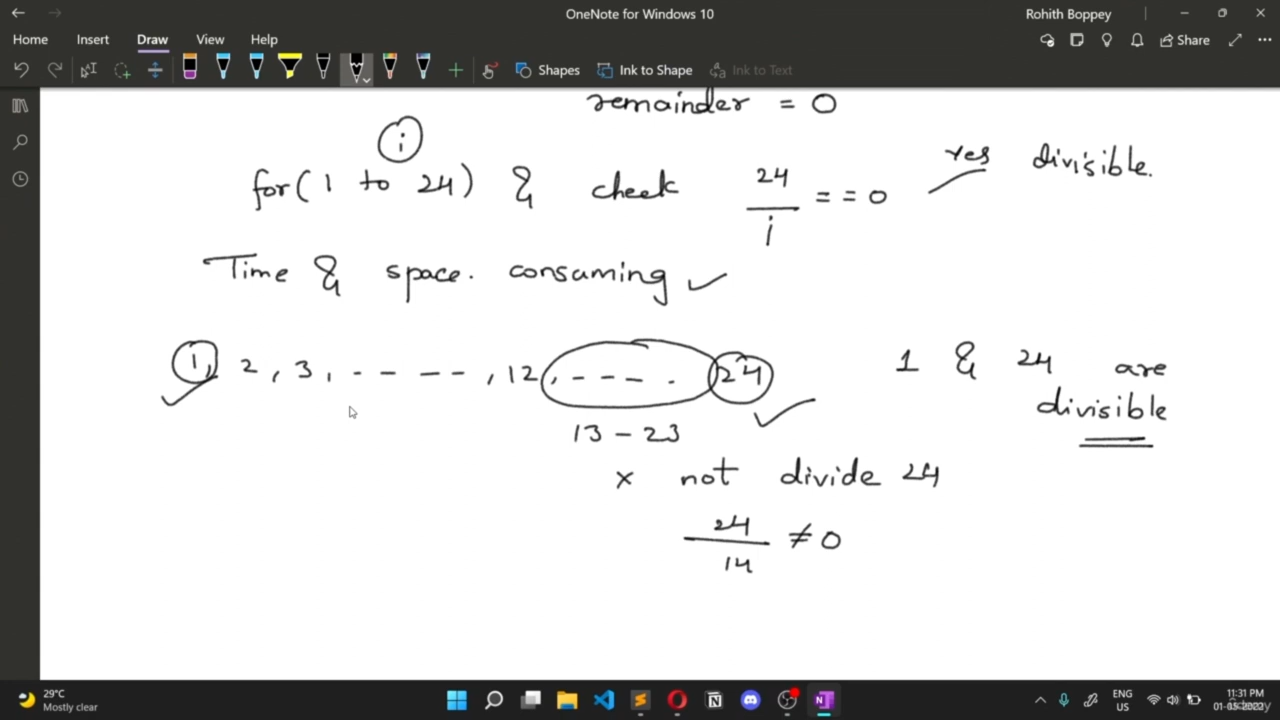 OneNote for Windows 10
Rohith Boppey
Home Insert Draw View Help
Share
Shapes Ink to Shape Ink to Text
remainder = 0
i
for(1 to 24) & check 24/i = = 0 yes divisible.
Time & space. consuming ✓
1, 2, 3, - - - - -, 12, - - - . 24 1 & 24 are
divisible
13 - 23
x not divide 24
24/14 ≠ 0
29°C
Mostly clear
ENG
US
11:31 PM
01-05-2022